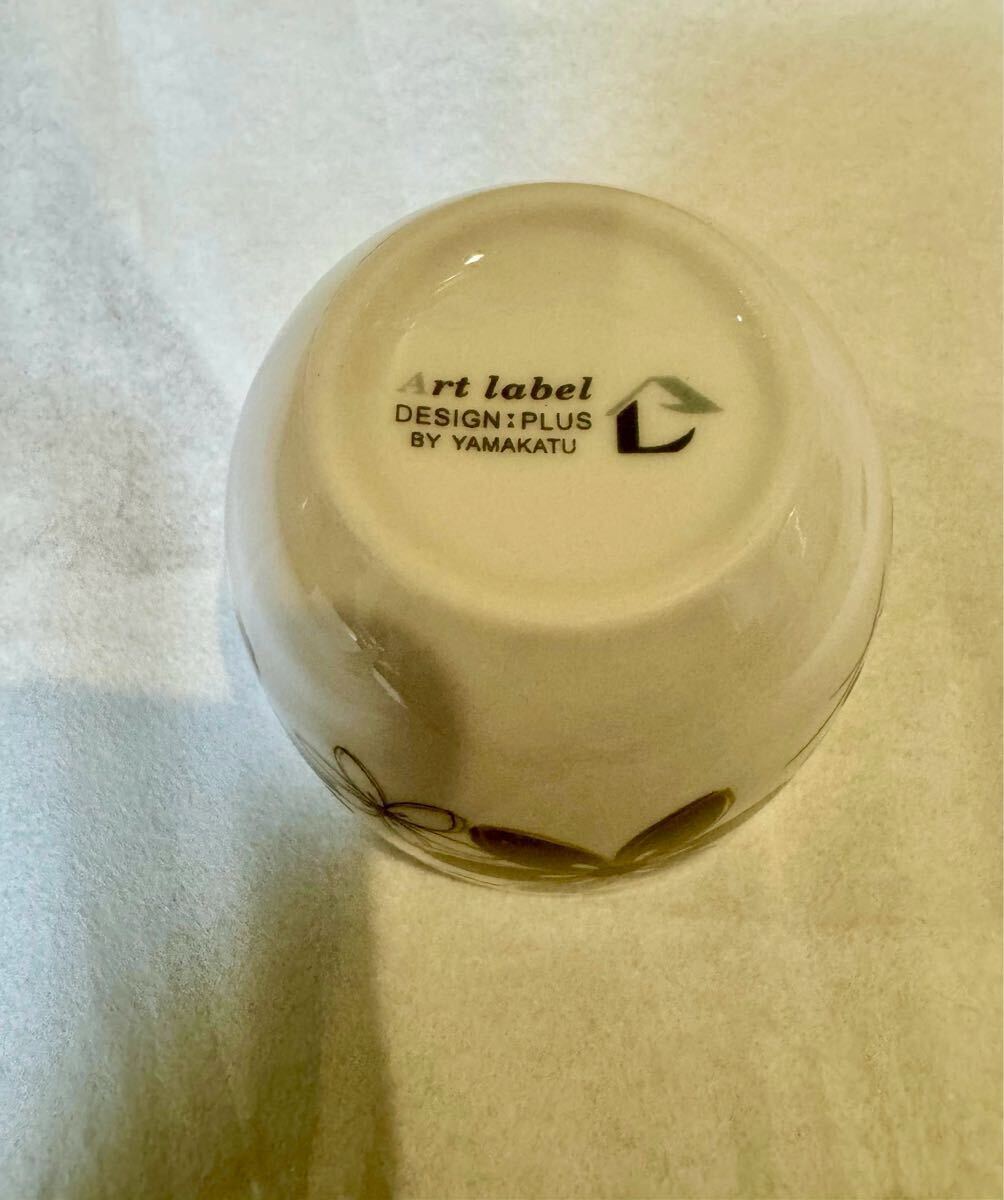 Art label
DESIGN:PLUS
BY YAMAKATU